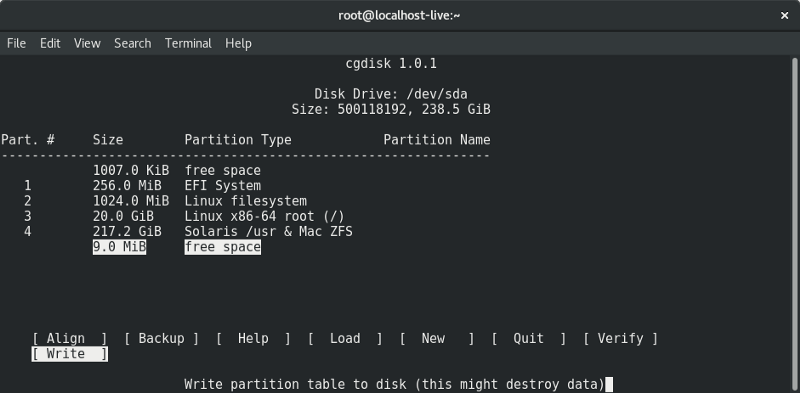 root@localhost-live:~ ×
File Edit View Search Terminal Help
cgdisk 1.0.1
Disk Drive: /dev/sda
Size: 500118192, 238.5 GiB
Part. # Size Partition Type Partition Name
----------------------------------------------------------------
1007.0 KiB free space
1 256.0 MiB EFI System
2 1024.0 MiB Linux filesystem
3 20.0 GiB Linux x86-64 root (/)
4 217.2 GiB Solaris /usr & Mac ZFS
9.0 MiB free space
[ Align ] [ Backup ] [ Help ] [ Load ] [ New ] [ Quit ] [ Verify ]
[ Write ]
Write partition table to disk (this might destroy data)